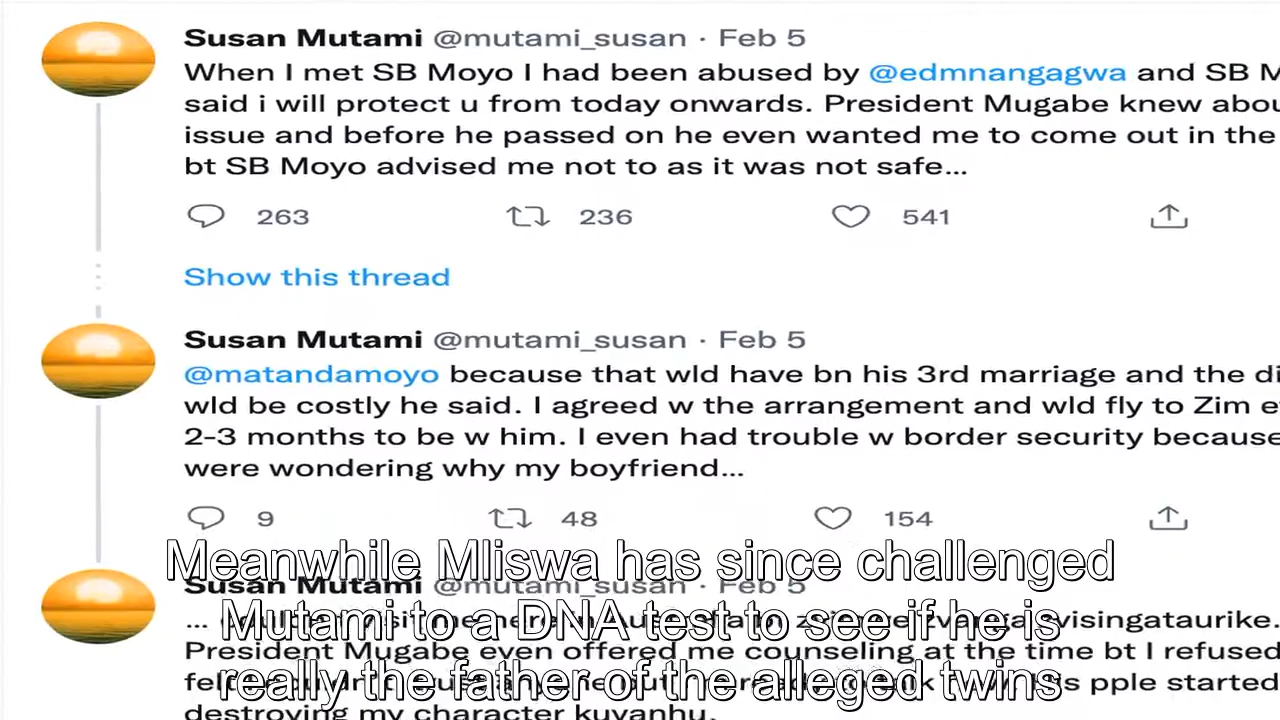 Susan Mutami @mutami_susan · Feb 5
When I met SB Moyo I had been abused by @edmnangagwa and SB M
said i will protect u from today onwards. President Mugabe knew abou
issue and before he passed on he even wanted me to come out in the
bt SB Moyo advised me not to as it was not safe...
263 236 541
Show this thread
Susan Mutami @mutami_susan · Feb 5
@matandamoyo because that wld have bn his 3rd marriage and the di
wld be costly he said. I agreed w the arrangement and wld fly to Zim e
2-3 months to be w him. I even had trouble w border security because
were wondering why my boyfriend...
9 48 154
Susan Mutami @mutami_susan · Feb 5
President Mugabe even offered me counseling at the time bt I refused
pple started
destroying my character kuvanhu.
Meanwhile Mliswa has since challenged
Mutami to a DNA test to see if he is
really the father of the alleged twins